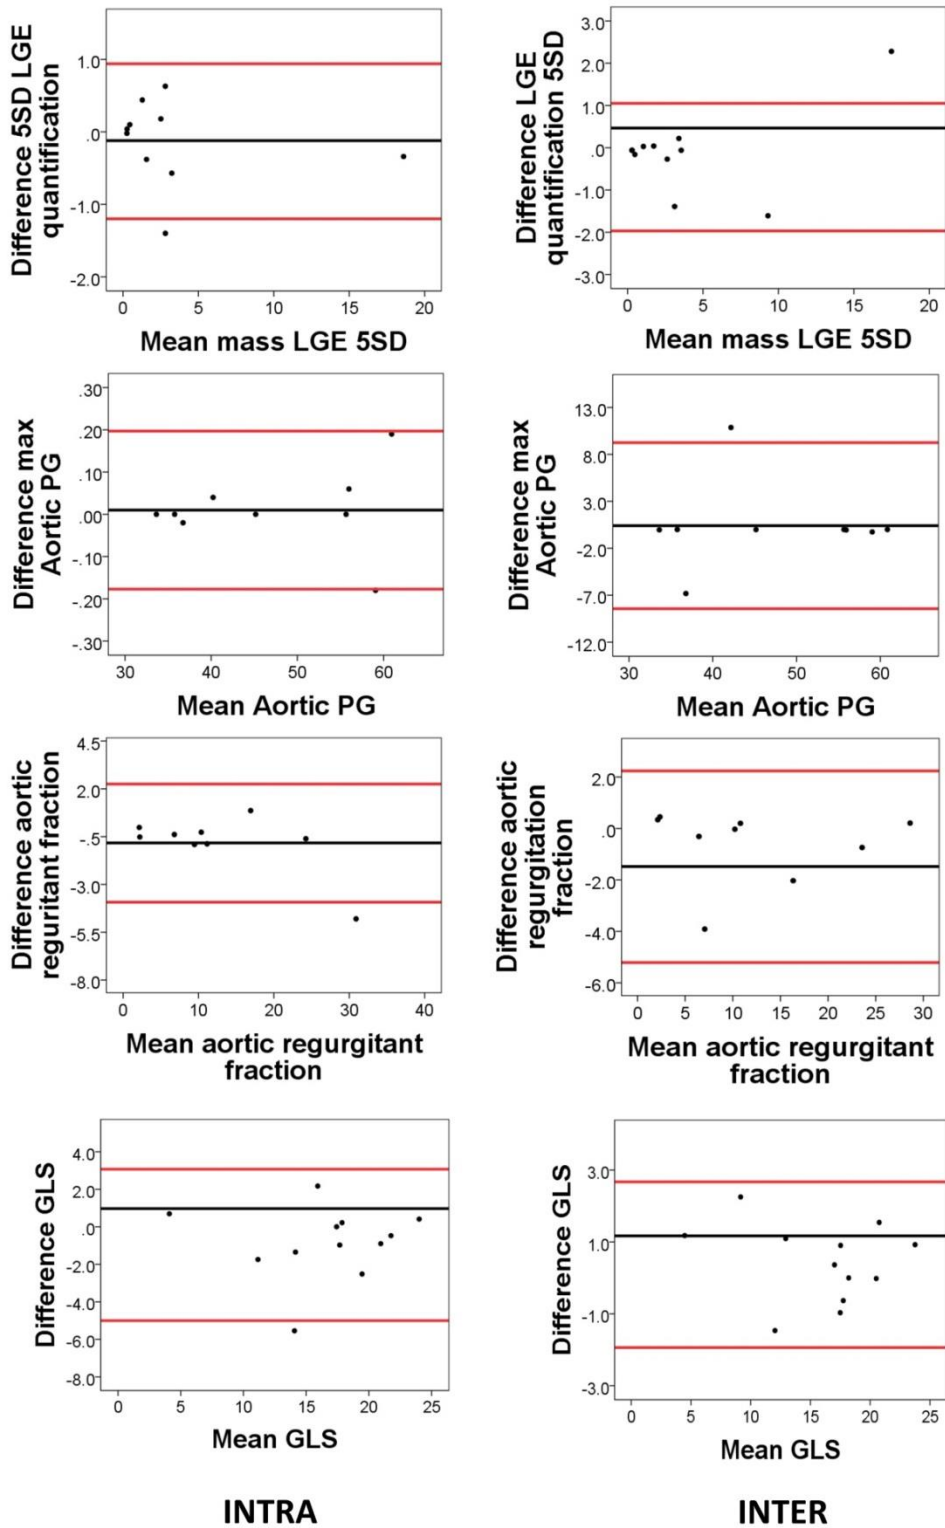 Difference 5SD LGE
quantification
1.0
.0
-1.0
-2.0
0 5 10 15 20
Mean mass LGE 5SD
Difference LGE
quantification 5SD
3.0
2.0
1.0
.0
-1.0
-2.0
-3.0
0 5 10 15 20
Mean mass LGE 5SD
Difference max
Aortic PG
.30
.20
.10
.00
-.10
-.20
-.30
30 40 50 60
Mean Aortic PG
Difference max
Aortic PG
13.0
8.0
3.0
-2.0
-7.0
-12.0
30 40 50 60
Mean Aortic PG
Difference aortic
reguritant fraction
4.5
2.0
-.5
-3.0
-5.5
-8.0
0 10 20 30 40
Mean aortic regurgitant
fraction
Difference aortic
regurgitation
fraction
2.0
.0
-2.0
-4.0
-6.0
0 5 10 15 20 25 30
Mean aortic regurgitant
fraction
Difference GLS
4.0
2.0
.0
-2.0
-4.0
-6.0
-8.0
0 5 10 15 20 25
Mean GLS
Difference GLS
3.0
1.0
-1.0
-3.0
0 5 10 15 20 25
Mean GLS
INTRA
INTER